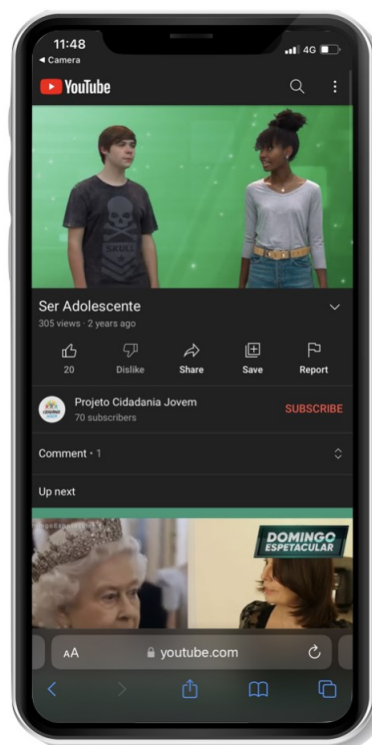 11:48
4G
◀ Camera
YouTube
SKULL
Ser Adolescente
305 views · 2 years ago
20
Dislike
Share
Save
Report
Projeto Cidadania Jovem
70 subscribers
SUBSCRIBE
Comment · 1
Up next
DOMINGO
ESPETACULAR
AA
youtube.com